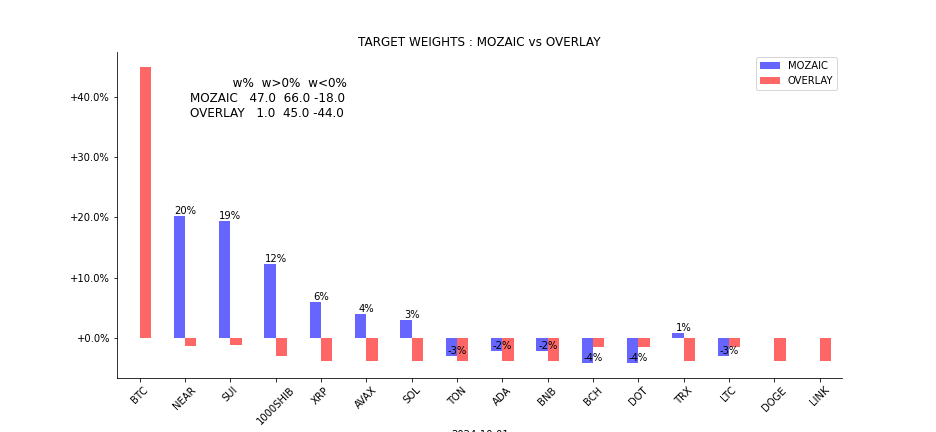 TARGET WEIGHTS : MOZAIC vs OVERLAY
MOZAIC
OVERLAY
w% w>0% w<0%
MOZAIC 47.0 66.0 -18.0
OVERLAY 1.0 45.0 -44.0
+40.0%
+30.0%
+20.0%
+10.0%
+0.0%
20%
19%
12%
6%
4%
3%
-3%
-2%
-2%
-4%
-4%
1%
-3%
BTC
NEAR
SUI
1000SHIB
XRP
AVAX
SOL
TON
ADA
BNB
BCH
DOT
TRX
LTC
DOGE
LINK